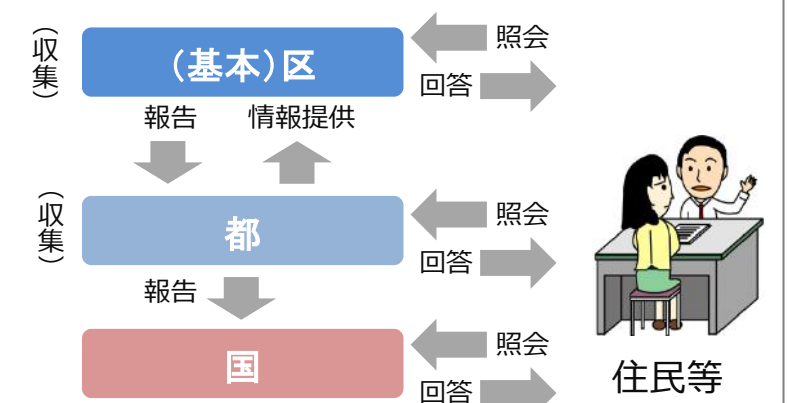 （収集）
（基本）区
照会
回答
報告
情報提供
（収集）
都
照会
回答
報告
国
照会
回答
住民等